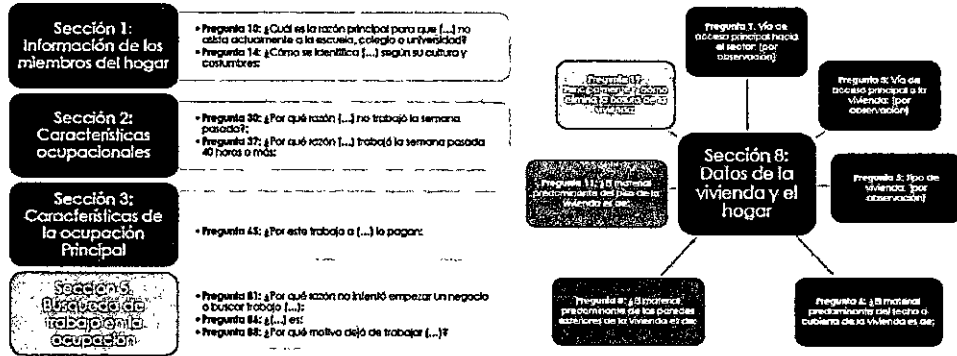 Sección 1:
Información de los
miembros del hogar
• Pregunta 10: ¿Cuál es la razón principal para que (...) no
asista actualmente a la escuela, colegio o universidad?
• Pregunta 14: ¿Cómo se identifica (...) según su cultura y
costumbres:
Sección 2:
Características
ocupacionales
• Pregunta 30: ¿Por qué razón (...) no trabajó la semana
pasada?;
• Pregunta 37: ¿Por qué razón (...) trabajó la semana pasada
40 horas o más:
Sección 3:
Características de
la ocupación
Principal
• Pregunta 45: ¿Por este trabajo a (...) lo pagan:
Sección 5:
Búsqueda de
trabajo en la
ocupación
• Pregunta 81: ¿Por qué razón no intentó empezar un negocio
o buscar trabajo (...);
• Pregunta 84: ¿(...) es:
• Pregunta 88: ¿Por qué motivo dejó de trabajar (...)?
Pregunta 1: Vía de
acceso principal hacia
el sector: (por
observación)
Pregunta
vivienda:
Pregunta 3: Vía de
acceso principal a la
vivienda: (por
observación)
Sección 8:
Datos de la
vivienda y el
hogar
Pregunta 11: ¿El material
predominante del piso de la
vivienda es de:
Pregunta 5: Tipo de
vivienda: (por
observación)
¿El material
predominante de las paredes
exteriores de la Vivienda es de:
¿El material
predominante del techo o
cubierta de la vivienda es de: